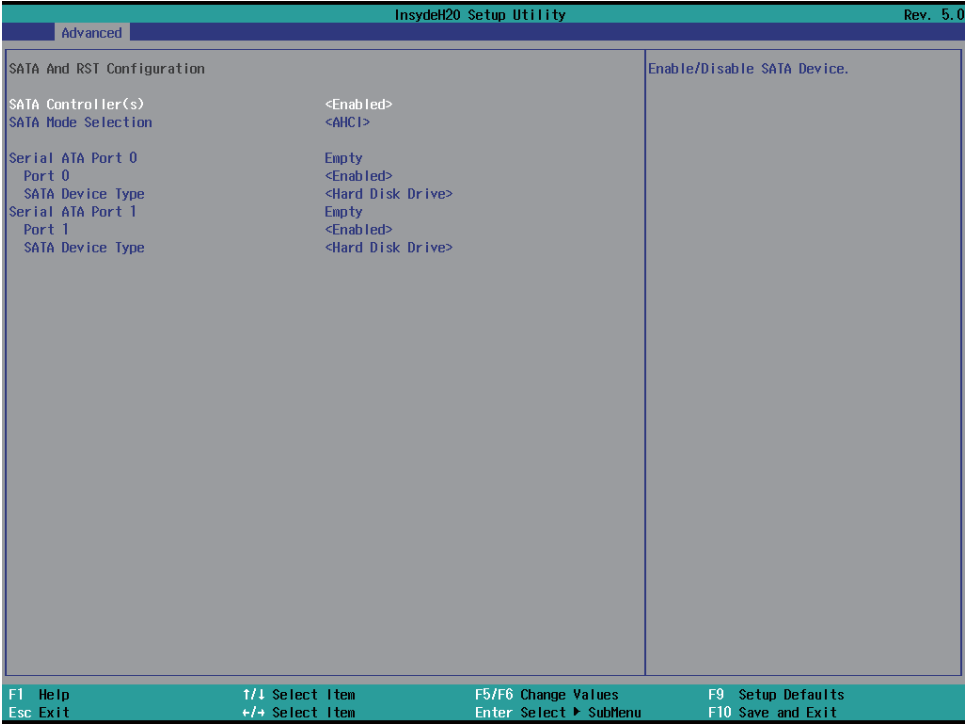 InsydeH20 Setup Utility Rev. 5.0
Advanced
SATA And RST Configuration
Enable/Disable SATA Device.
SATA Controller(s) <Enabled>
SATA Mode Selection <AHCI>
Serial ATA Port 0 Empty
Port 0 <Enabled>
SATA Device Type <Hard Disk Drive>
Serial ATA Port 1 Empty
Port 1 <Enabled>
SATA Device Type <Hard Disk Drive>
F1 Help ↑/↓ Select Item F5/F6 Change Values F9 Setup Defaults
Esc Exit ←/→ Select Item Enter Select ▶ SubMenu F10 Save and Exit